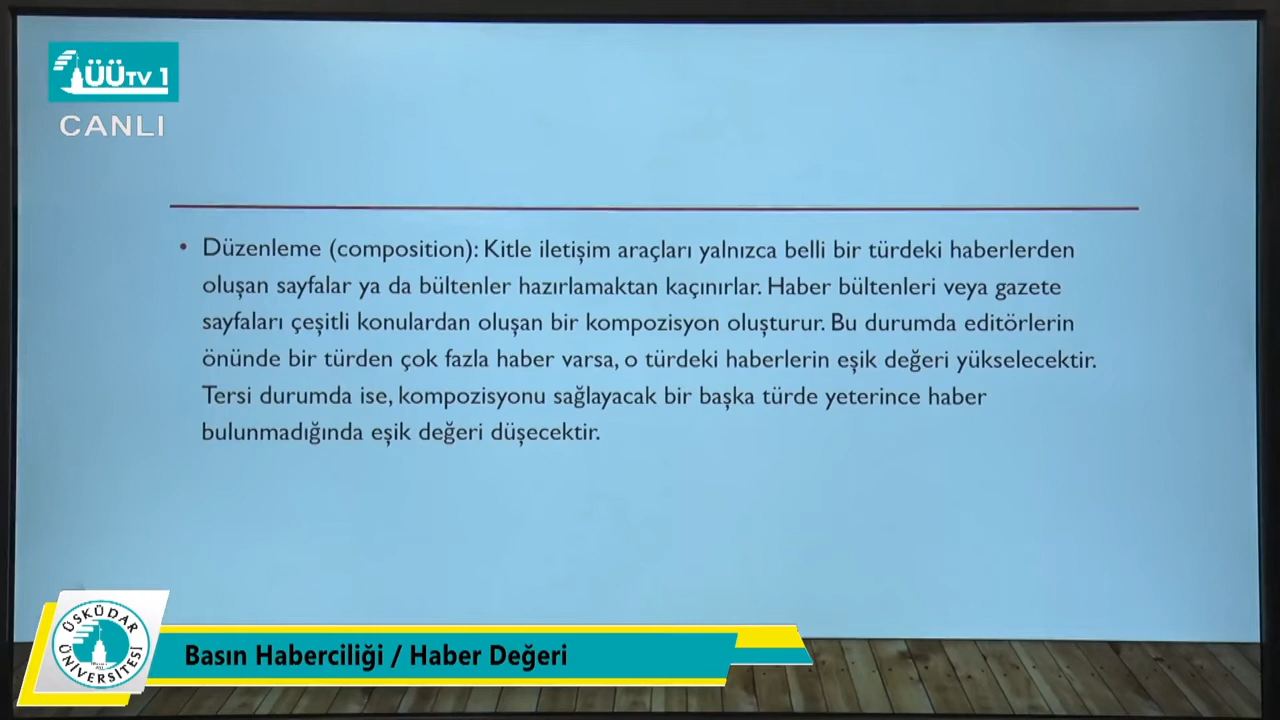 ÜÜTV 1
CANLI
• Düzenleme (composition): Kitle iletişim araçları yalnızca belli bir türdeki haberlerden
oluşan sayfalar ya da bültenler hazırlamaktan kaçınırlar. Haber bültenleri veya gazete
sayfaları çeşitli konulardan oluşan bir kompozisyon oluşturur. Bu durumda editörlerin
önünde bir türden çok fazla haber varsa, o türdeki haberlerin eşik değeri yükselecektir.
Tersi durumda ise, kompozisyonu sağlayacak bir başka türde yeterince haber
bulunmadığında eşik değeri düşecektir.
ÜSKÜDAR
ÜNİVERSİTESİ
Basın Haberciliği / Haber Değeri